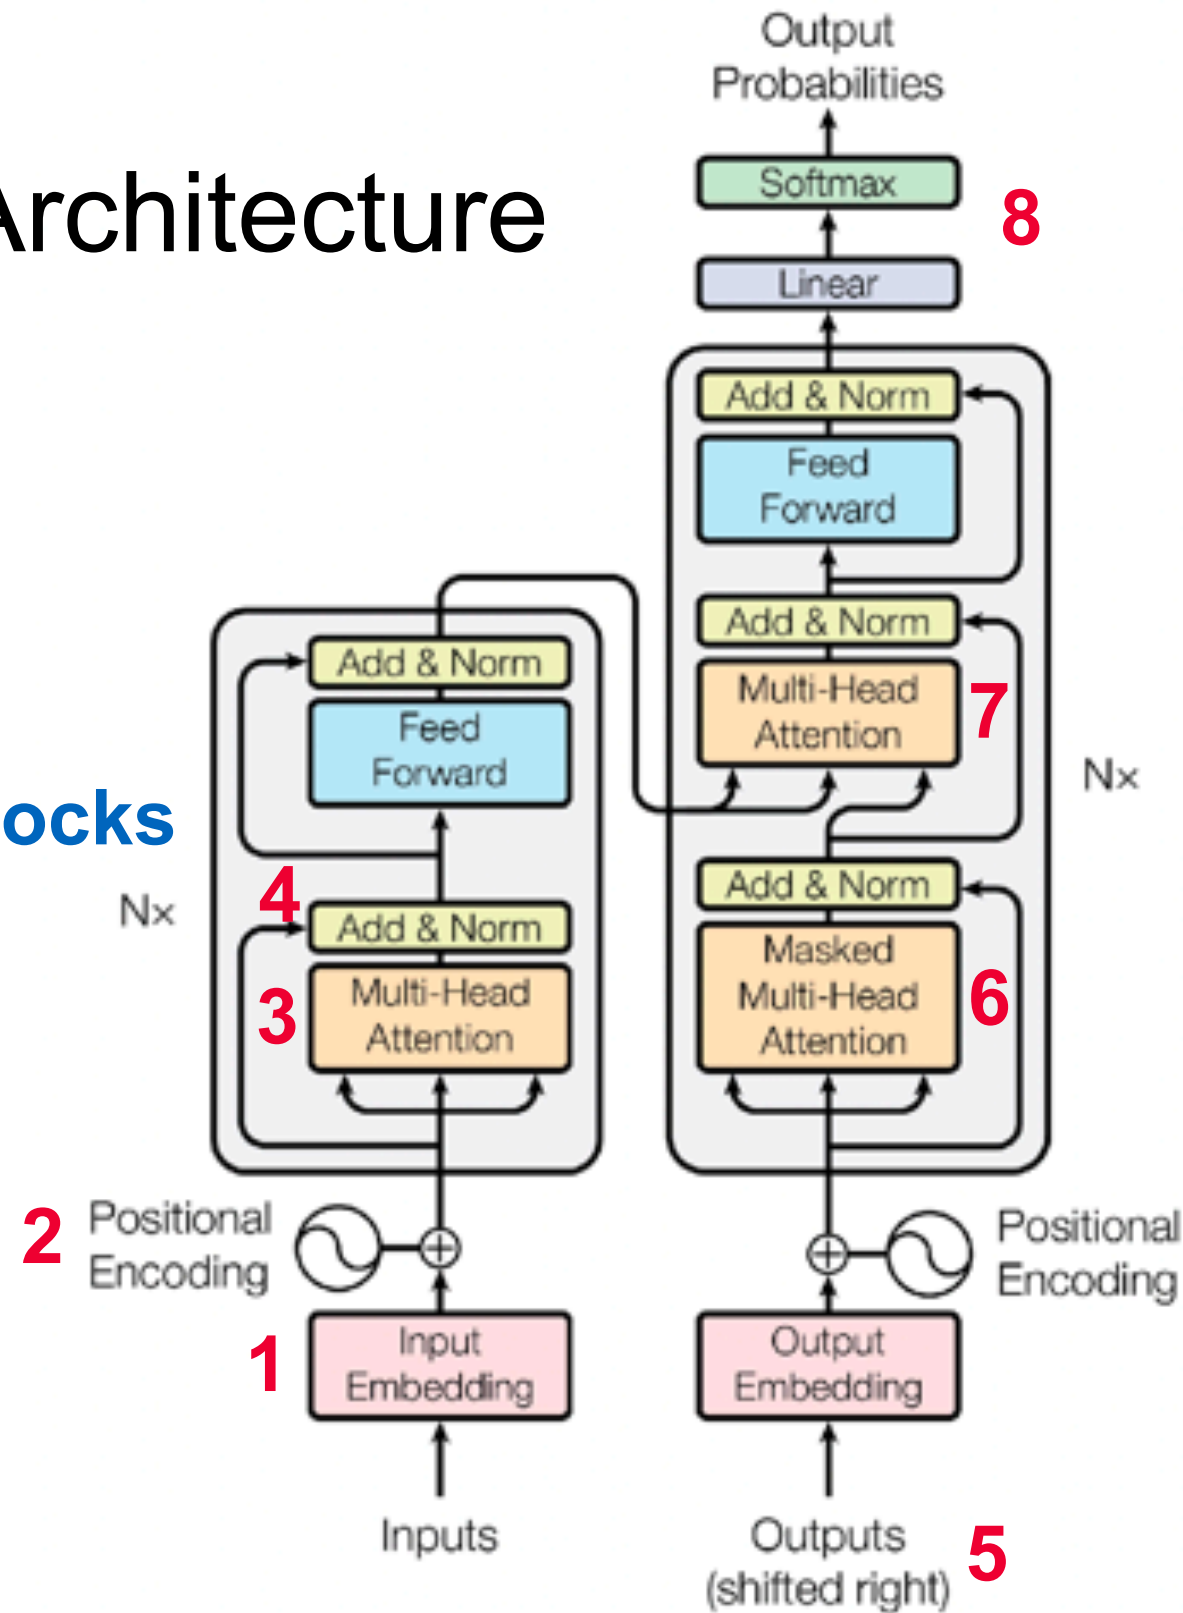 Output
Probabilities
Softmax
8
Architecture
Linear
Add & Norm
Feed
Forward
Add & Norm
Multi-Head
Attention
7
Nx
Add & Norm
Masked
Multi-Head
Attention
6
Add & Norm
Feed
Forward
ocks
4
Nx
Add & Norm
3
Multi-Head
Attention
2
Positional
Encoding
Positional
Encoding
1
Input
Embedding
Output
Embedding
Inputs
Outputs
(shifted right)
5